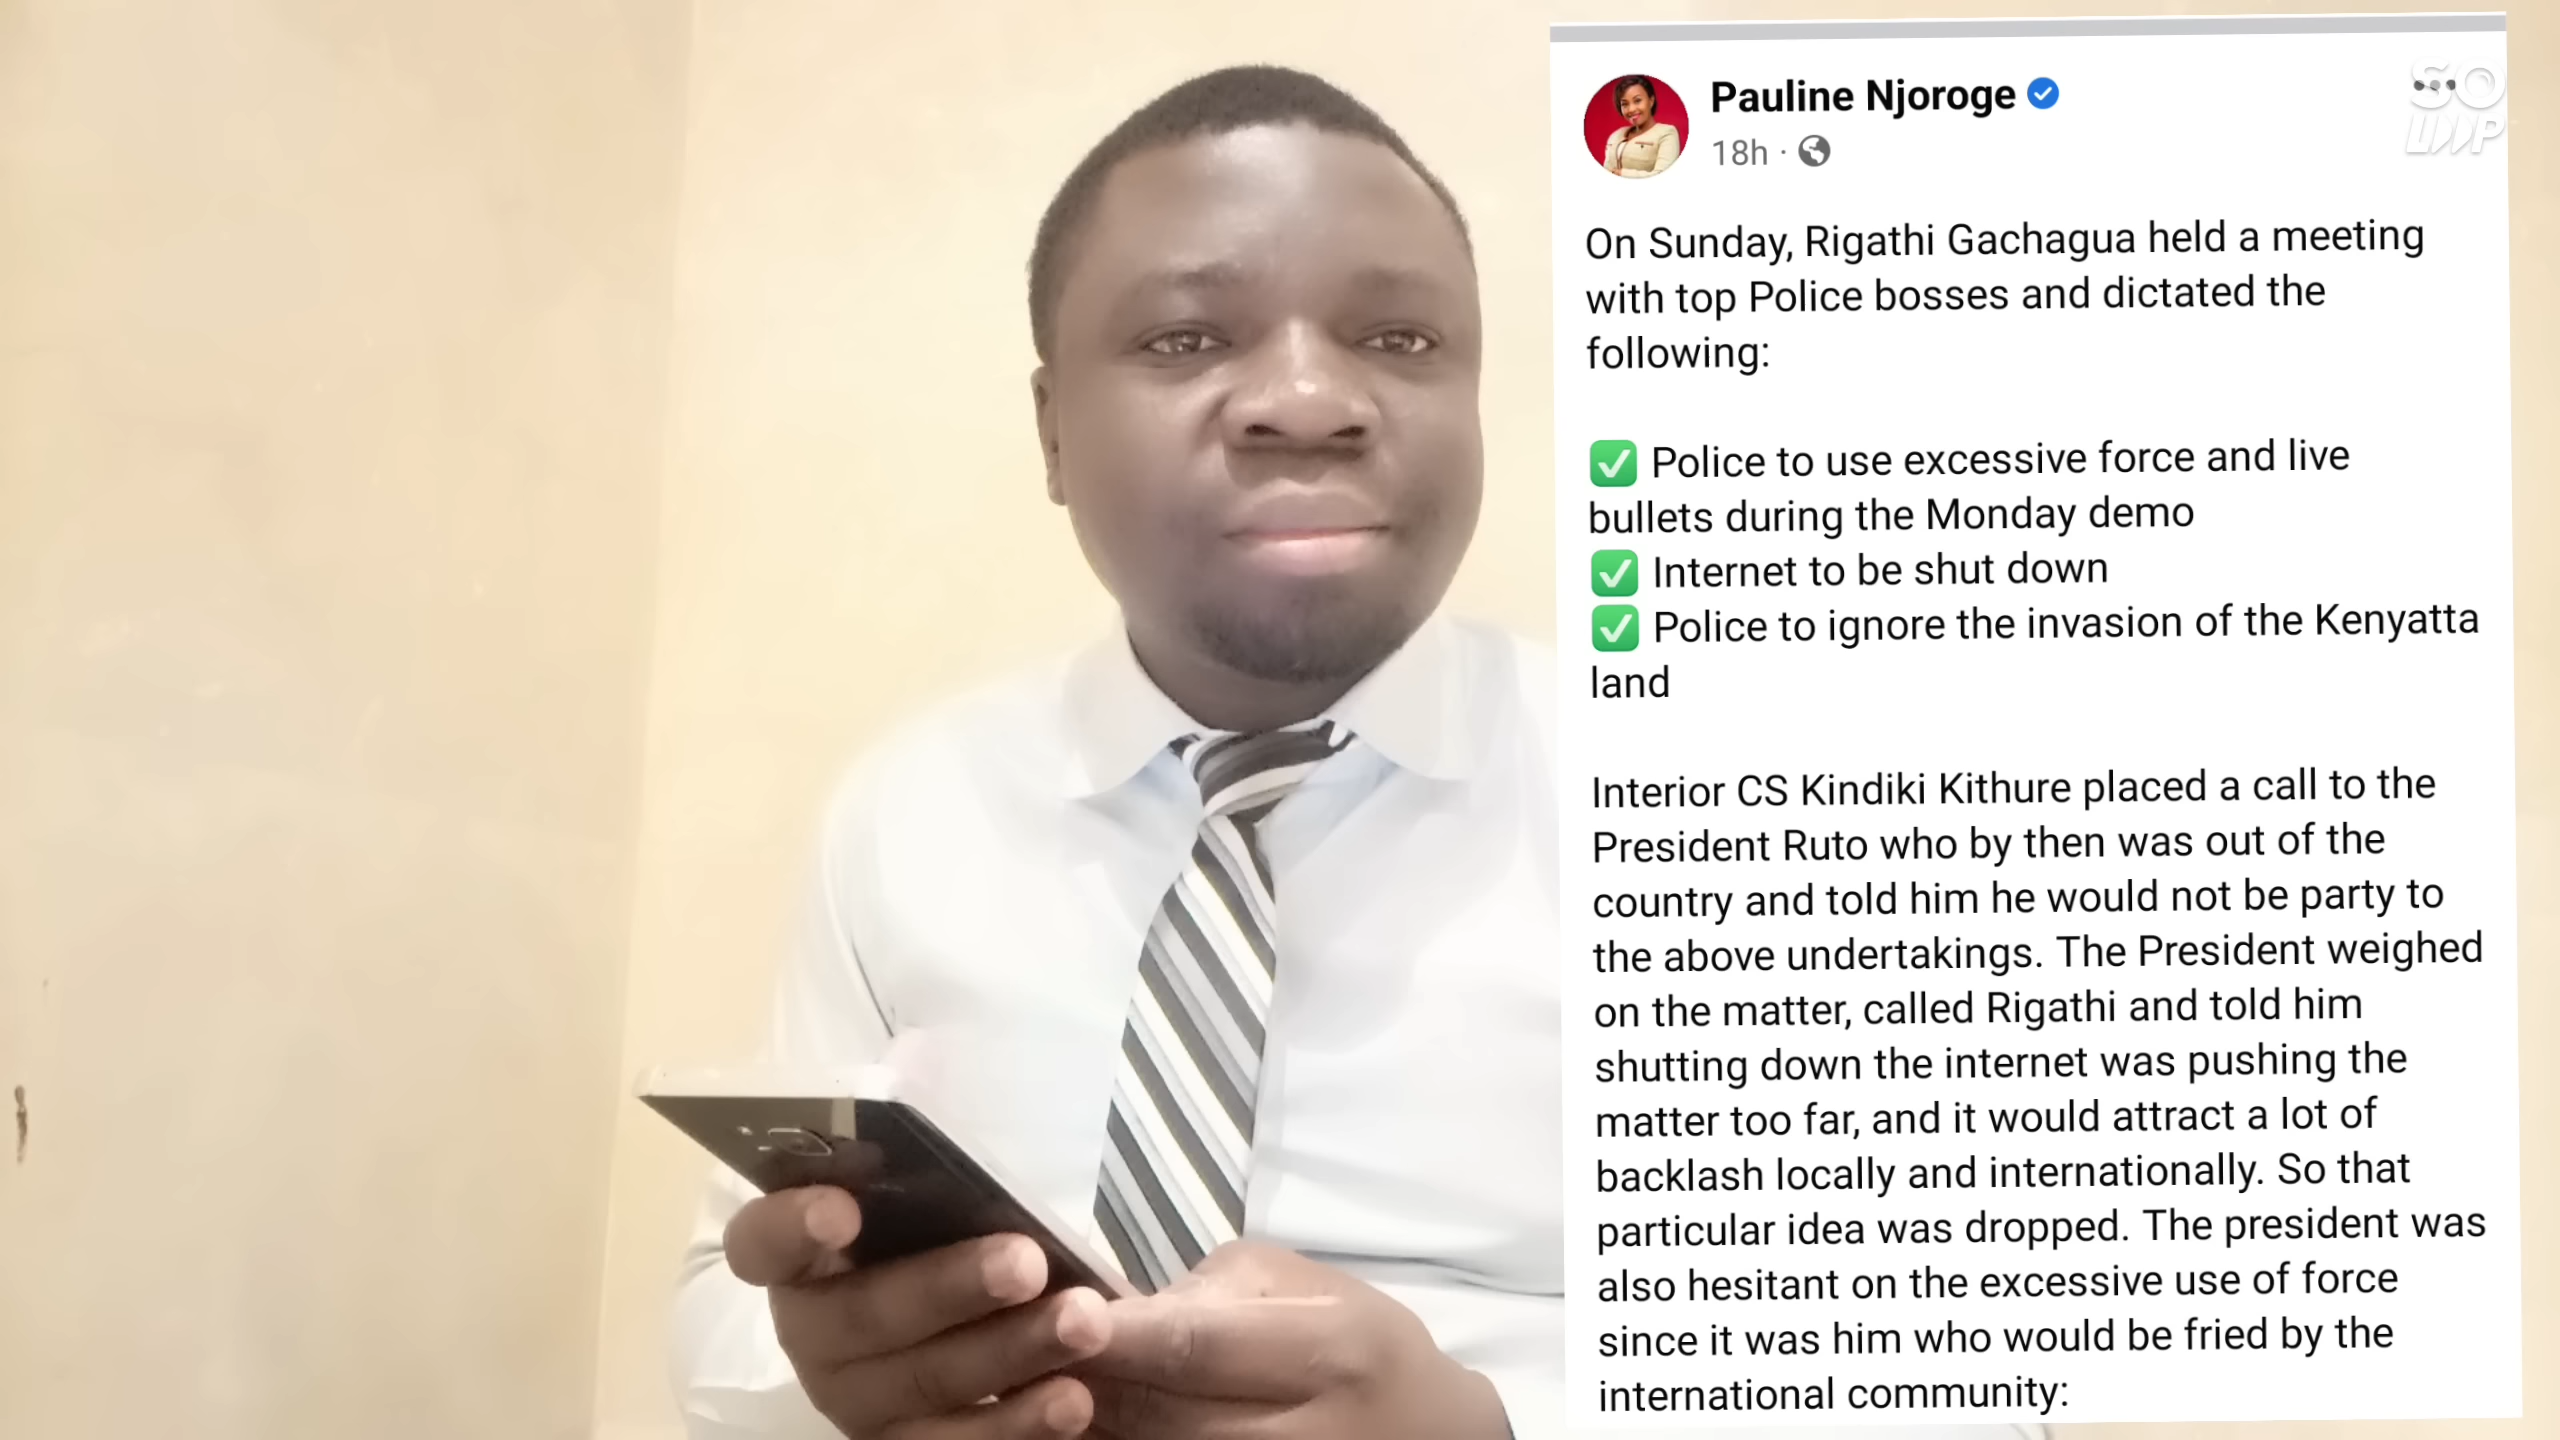 Pauline Njoroge
18h ·
SO
LOOP
On Sunday, Rigathi Gachagua held a meeting
with top Police bosses and dictated the
following:
✅ Police to use excessive force and live
bullets during the Monday demo
✅ Internet to be shut down
✅ Police to ignore the invasion of the Kenyatta
land
Interior CS Kindiki Kithure placed a call to the
President Ruto who by then was out of the
country and told him he would not be party to
the above undertakings. The President weighed
on the matter, called Rigathi and told him
shutting down the internet was pushing the
matter too far, and it would attract a lot of
backlash locally and internationally. So that
particular idea was dropped. The president was
also hesitant on the excessive use of force
since it was him who would be fried by the
international community: